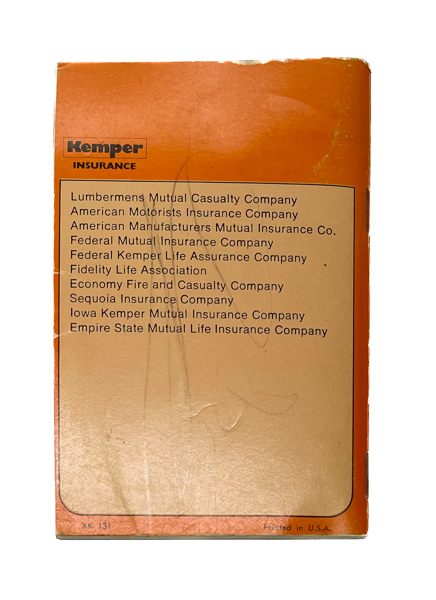 Kemper
INSURANCE
Lumbermens Mutual Casualty Company
American Motorists Insurance Company
American Manufacturers Mutual Insurance Co.
Federal Mutual Insurance Company
Federal Kemper Life Assurance Company
Fidelity Life Association
Economy Fire and Casualty Company
Sequoia Insurance Company
Iowa Kemper Mutual Insurance Company
Empire State Mutual Life Insurance Company
XK 131
Printed in U.S.A.